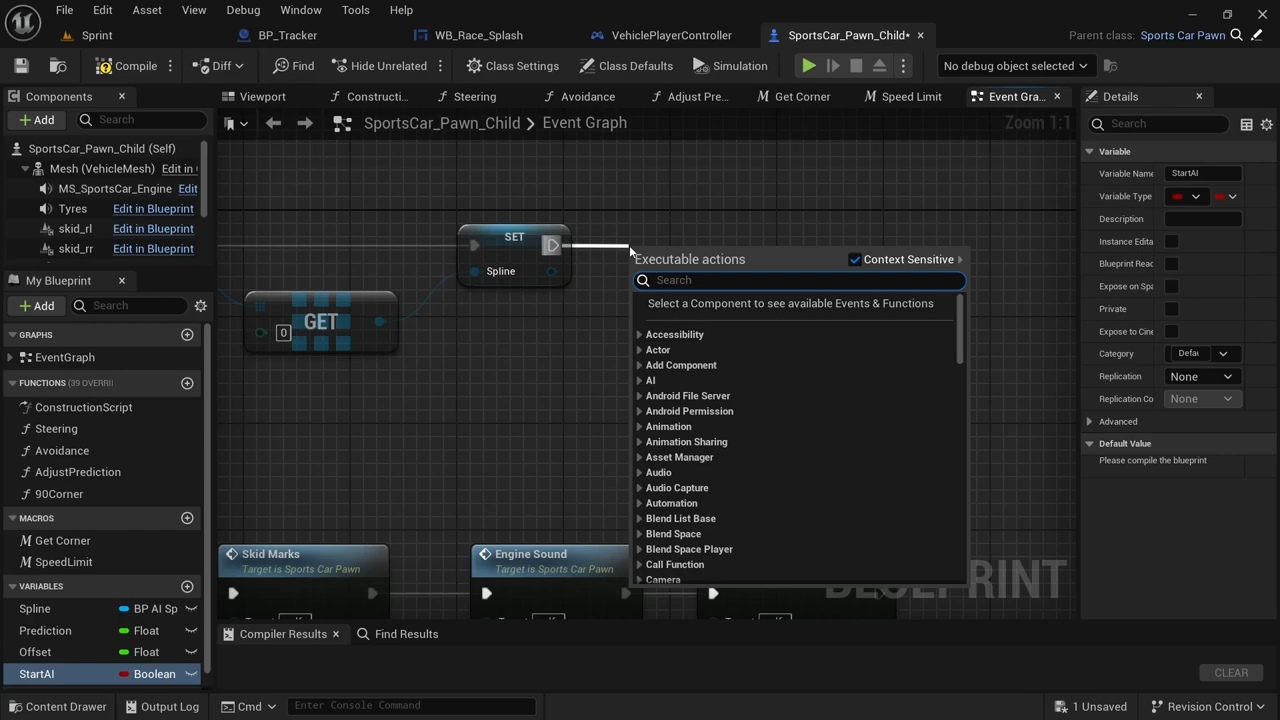 File Edit Asset View Debug Window Tools Help
Sprint BP_Tracker WB_Race_Splash VehiclePlayerController SportsCar_Pawn_Child* Parent class: Sports Car Pawn
Compile Diff Find Hide Unrelated Class Settings Class Defaults Simulation No debug object selected
Components Viewport Constructi... Steering Avoidance Adjust Pre... Get Corner Speed Limit Event Gra... Details
Add Search SportsCar_Pawn_Child Event Graph Zoom 1:1 Search
SportsCar_Pawn_Child (Self)
Mesh (VehicleMesh) Edit in
MS_SportsCar_Engine Edit
Tyres Edit in Blueprint
skid_rl Edit in Blueprint
skid_rr Edit in Blueprint
My Blueprint
Add Search
GRAPHS
EventGraph
FUNCTIONS (39 OVERRI
ConstructionScript
Steering
Avoidance
AdjustPrediction
90Corner
MACROS
Get Corner
SpeedLimit
VARIABLES
Spline BP AI Sp
Prediction Float
Offset Float
StartAI Boolean
SET
Spline
0 GET
Skid Marks
Target is Sports Car Pawn
Engine Sound
Target is Sports Car Pawn
BLUEPRINT
Executable actions Context Sensitive
Search
Select a Component to see available Events & Functions
Accessibility
Actor
Add Component
AI
Android File Server
Android Permission
Animation
Animation Sharing
Asset Manager
Audio
Audio Capture
Automation
Blend List Base
Blend Space
Blend Space Player
Call Function
Camera
Variable
Variable Name StartAI
Variable Type
Description
Instance Edita
Blueprint Reac
Expose on Spa
Private
Expose to Cine
Category Defau
Replication None
Replication Co None
Advanced
Default Value
Please compile the blueprint
Compiler Results Find Results
CLEAR
Content Drawer Output Log Cmd Enter Console Command 1 Unsaved Revision Control